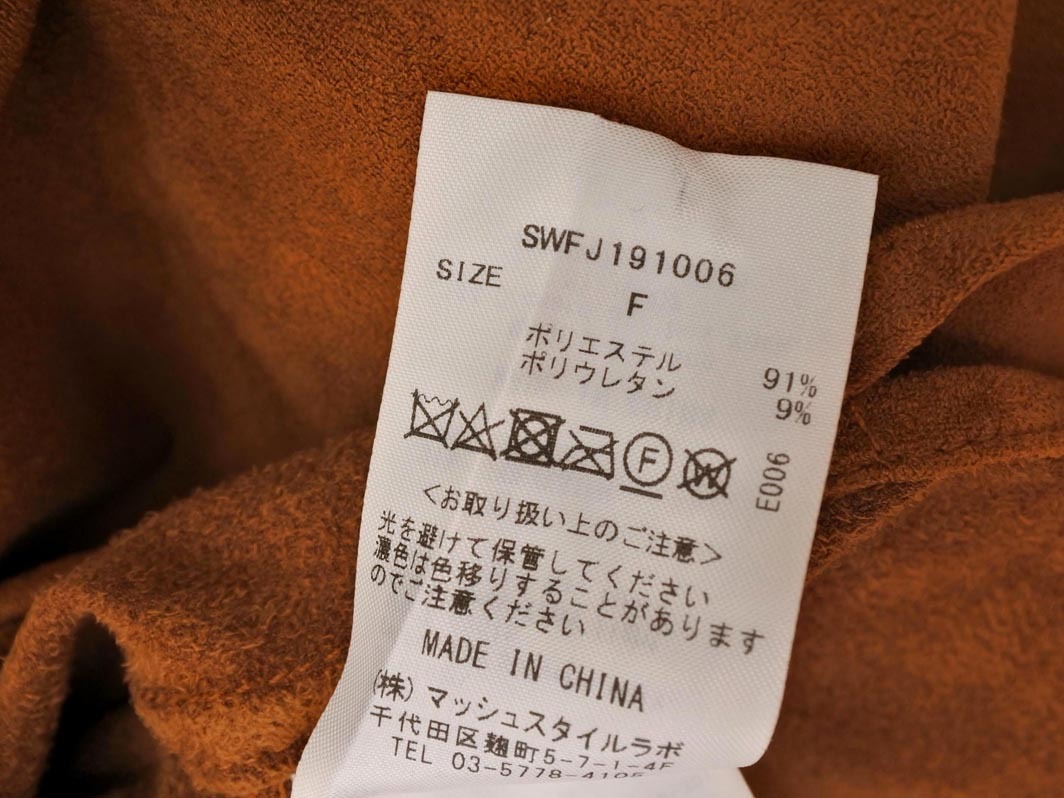 SWFJ191006
SIZE
F
ポリエステル 91%
ポリウレタン 9%
F W
E006
<お取り扱い上のご注意>
光を避けて保管してください
濃色は色移りすることがあります
のでご注意ください
MADE IN CHINA
(株)マッシュスタイルラボ
千代田区麹町5-7-1-4F
TEL 03-5778-4195